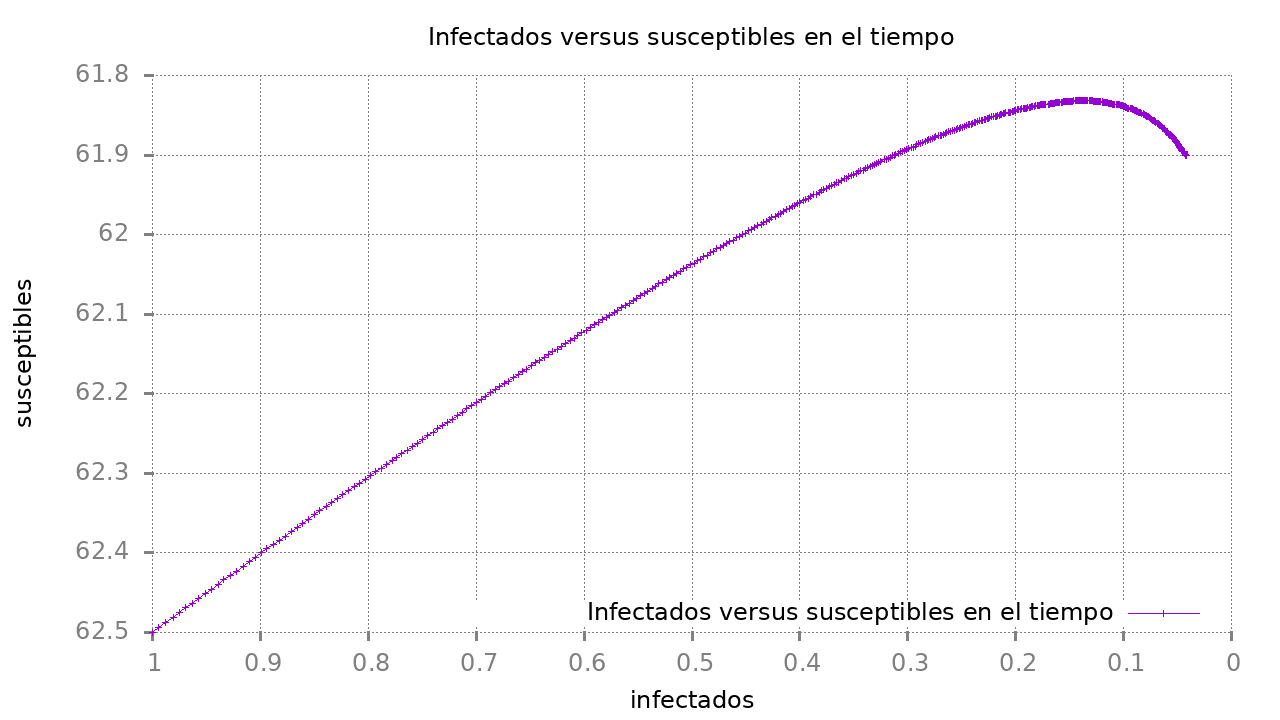 Infectados versus susceptibles en el tiempo
61.8
61.9
62
62.1
62.2
62.3
62.4
62.5
susceptibles
Infectados versus susceptibles en el tiempo
1 0.9 0.8 0.7 0.6 0.5 0.4 0.3 0.2 0.1 0
infectados